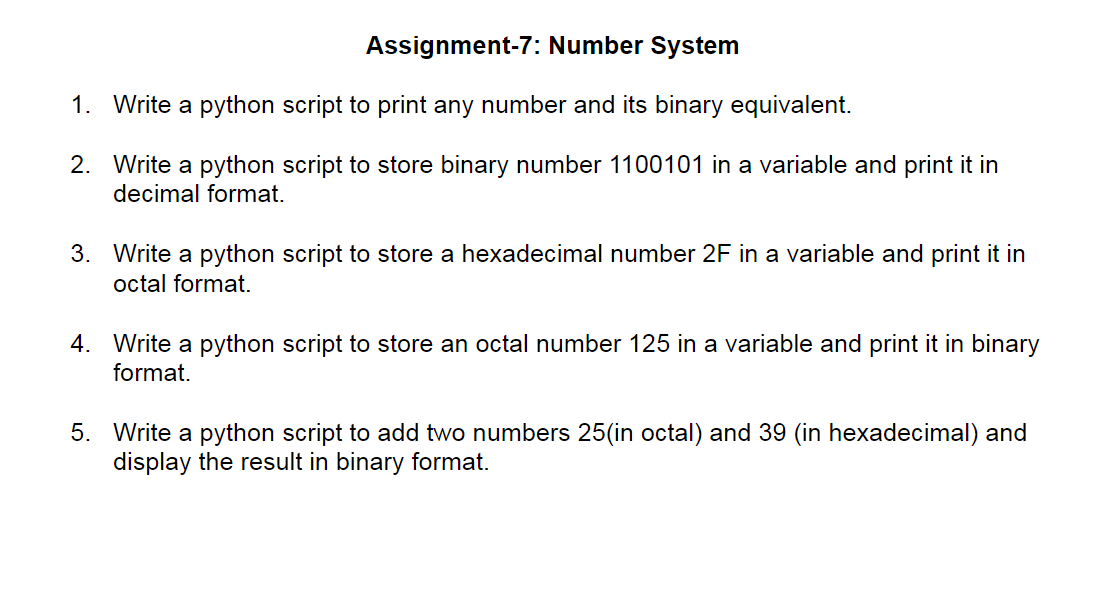 Assignment-7: Number System
1. Write a python script to print any number and its binary equivalent.
2. Write a python script to store binary number 1100101 in a variable and print it in
decimal format.
3. Write a python script to store a hexadecimal number 2F in a variable and print it in
octal format.
4. Write a python script to store an octal number 125 in a variable and print it in binary
format.
5. Write a python script to add two numbers 25(in octal) and 39 (in hexadecimal) and
display the result in binary format.